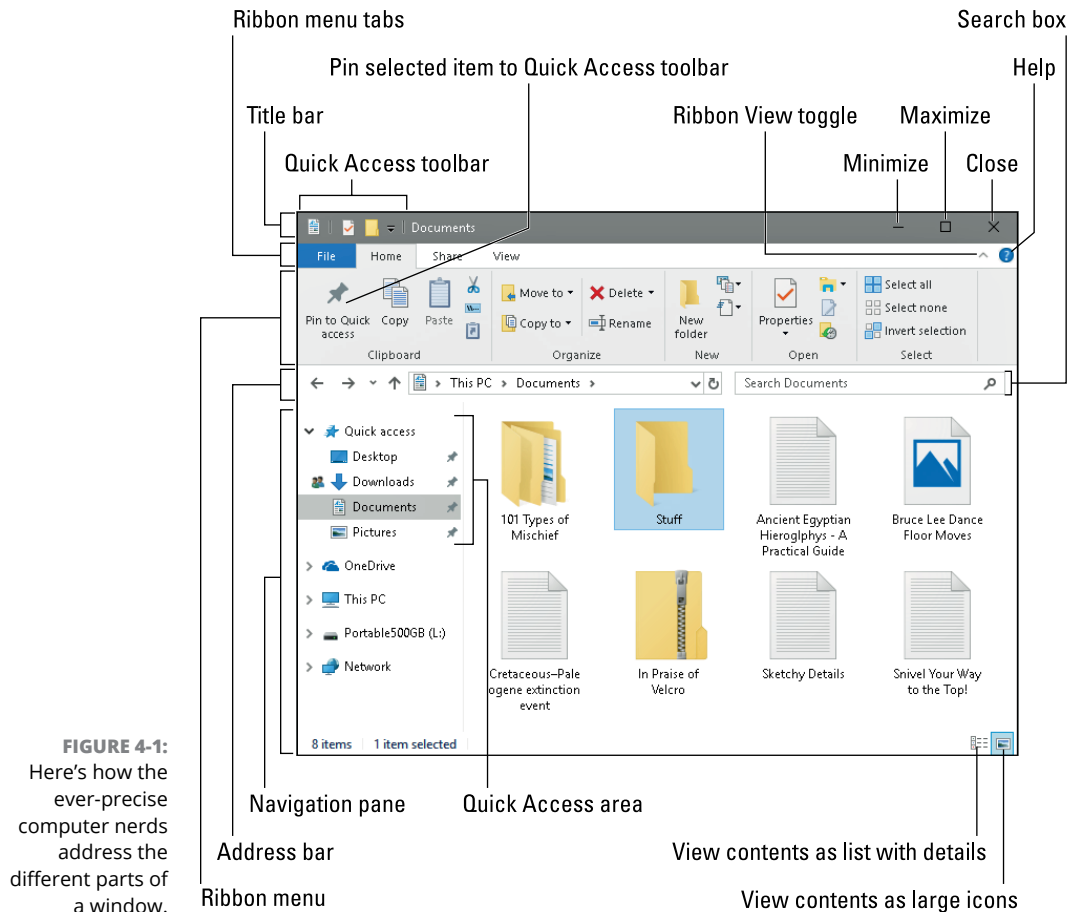 Ribbon menu tabs
Search box
Pin selected item to Quick Access toolbar
Help
Title bar
Ribbon View toggle
Maximize
Quick Access toolbar
Minimize
Close
Documents
File
Home
Share
View
Pin to Quick
access
Copy
Paste
Clipboard
Move to
Copy to
Delete
Rename
Organize
New
folder
New
Properties
Open
Select all
Select none
Invert selection
Select
This PC
Documents
Search Documents
Quick access
Desktop
Downloads
Documents
Pictures
OneDrive
This PC
Portable500GB (L:)
Network
101 Types of
Mischief
Stuff
Ancient Egyptian
Hieroglphys - A
Practical Guide
Bruce Lee Dance
Floor Moves
Cretaceous–Pale
ogene extinction
event
In Praise of
Velcro
Sketchy Details
Snivel Your Way
to the Top!
8 items
1 item selected
Navigation pane
Quick Access area
Address bar
View contents as list with details
Ribbon menu
View contents as large icons
FIGURE 4-1:
Here’s how the
ever-precise
computer nerds
address the
different parts of
a window.